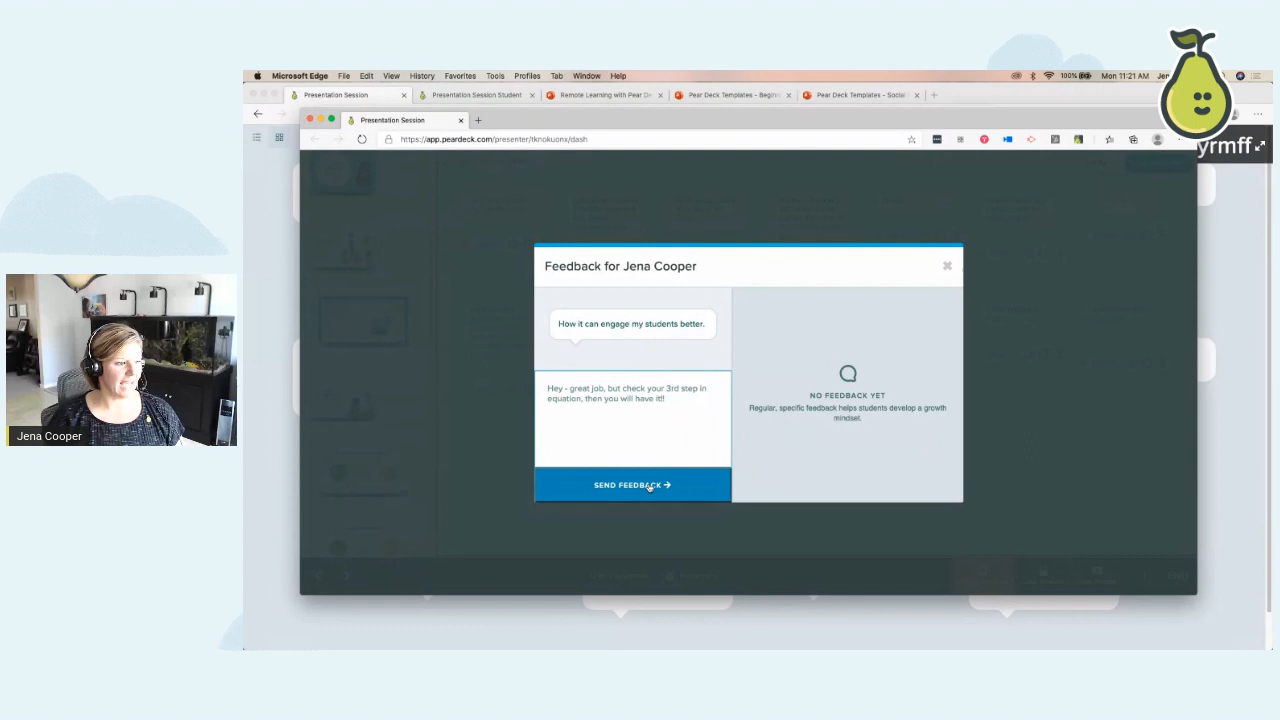 Microsoft Edge File Edit View History Favorites Tools Profiles Tab Window Help
100% Mon 11:21 AM
Presentation Session
Presentation Session Student
Remote Learning with Pear De
Pear Deck Templates - Begin
Pear Deck Templates - Social
Presentation Session
https://app.peardeck.com/presenter/tknokuonx/dash
yrmff
Feedback for Jena Cooper
How it can engage my students better.
Hey - great job, but check your 3rd step in
equation, then you will have it!!
SEND FEEDBACK
NO FEEDBACK YET
Regular, specific feedback helps students develop a growth
mindset.
Jena Cooper